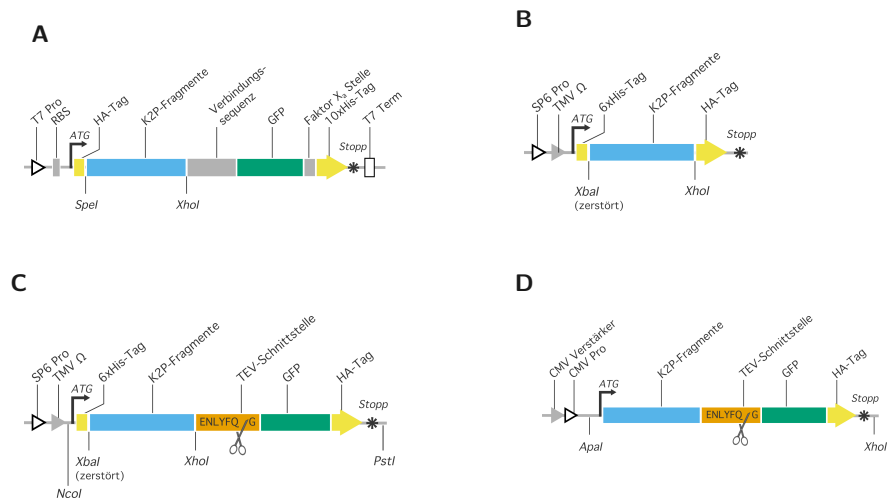 A
T7 Pro
RBS
ATG
HA-Tag
K2P-Fragmente
Verbindungs-
sequenz
GFP
Faktor Xa Stelle
10xHis-Tag
Stopp
T7 Term
SpeI
XhoI
B
SP6 Pro
TMV Ω
ATG
6xHis-Tag
K2P-Fragmente
HA-Tag
Stopp
XbaI
(zerstört)
XhoI
C
SP6 Pro
TMV Ω
ATG
6xHis-Tag
K2P-Fragmente
TEV-Schnittstelle
GFP
HA-Tag
Stopp
ENLYFQ G
XbaI
(zerstört)
XhoI
PstI
NcoI
D
CMV Verstärker
CMV Pro
ATG
K2P-Fragmente
TEV-Schnittstelle
GFP
HA-Tag
Stopp
ENLYFQ G
ApaI
XhoI